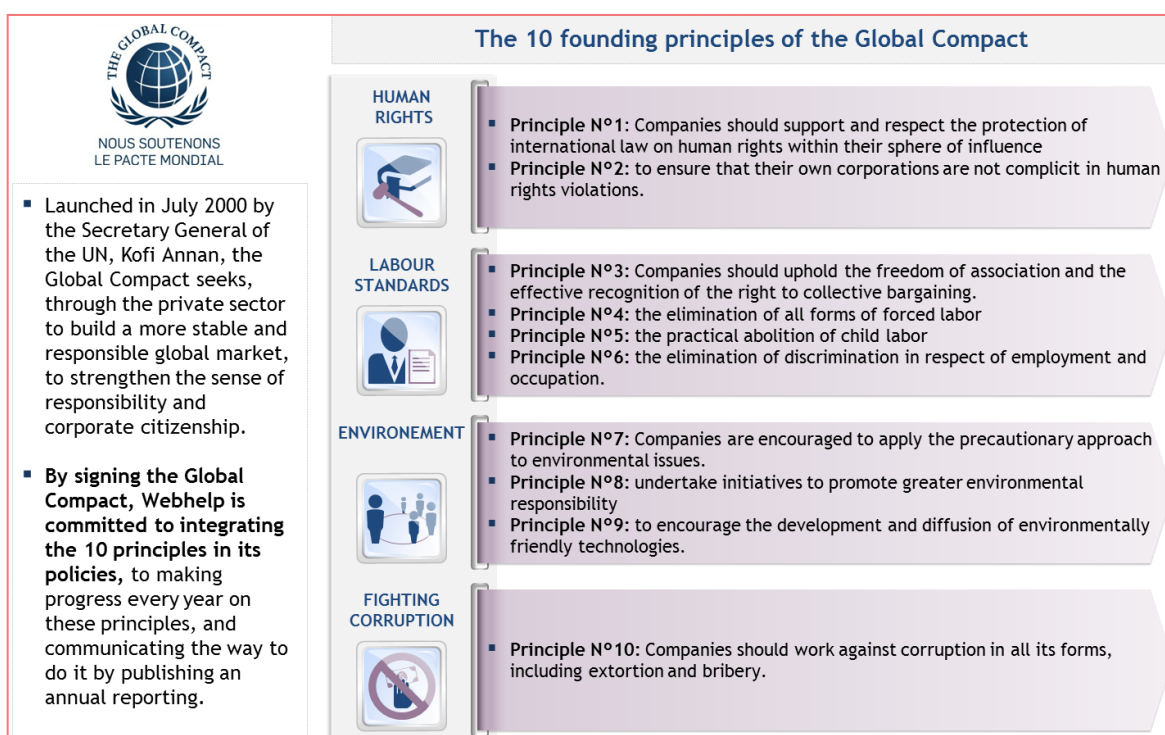 THE GLOBAL COMPACT
NOUS SOUTENONS
LE PACTE MONDIAL
▪ Launched in July 2000 by
the Secretary General of
the UN, Kofi Annan, the
Global Compact seeks,
through the private sector
to build a more stable and
responsible global market,
to strengthen the sense of
responsibility and
corporate citizenship.
▪ By signing the Global
Compact, Webhelp is
committed to integrating
the 10 principles in its
policies, to making
progress every year on
these principles, and
communicating the way to
do it by publishing an
annual reporting.
The 10 founding principles of the Global Compact
HUMAN
RIGHTS
▪ Principle Nº1: Companies should support and respect the protection of
international law on human rights within their sphere of influence
▪ Principle Nº2: to ensure that their own corporations are not complicit in human
rights violations.
LABOUR
STANDARDS
▪ Principle Nº3: Companies should uphold the freedom of association and the
effective recognition of the right to collective bargaining.
▪ Principle Nº4: the elimination of all forms of forced labor
▪ Principle Nº5: the practical abolition of child labor
▪ Principle Nº6: the elimination of discrimination in respect of employment and
occupation.
ENVIRONEMENT
▪ Principle Nº7: Companies are encouraged to apply the precautionary approach
to environmental issues.
▪ Principle Nº8: undertake initiatives to promote greater environmental
responsibility
▪ Principle Nº9: to encourage the development and diffusion of environmentally
friendly technologies.
FIGHTING
CORRUPTION
▪ Principle Nº10: Companies should work against corruption in all its forms,
including extortion and bribery.